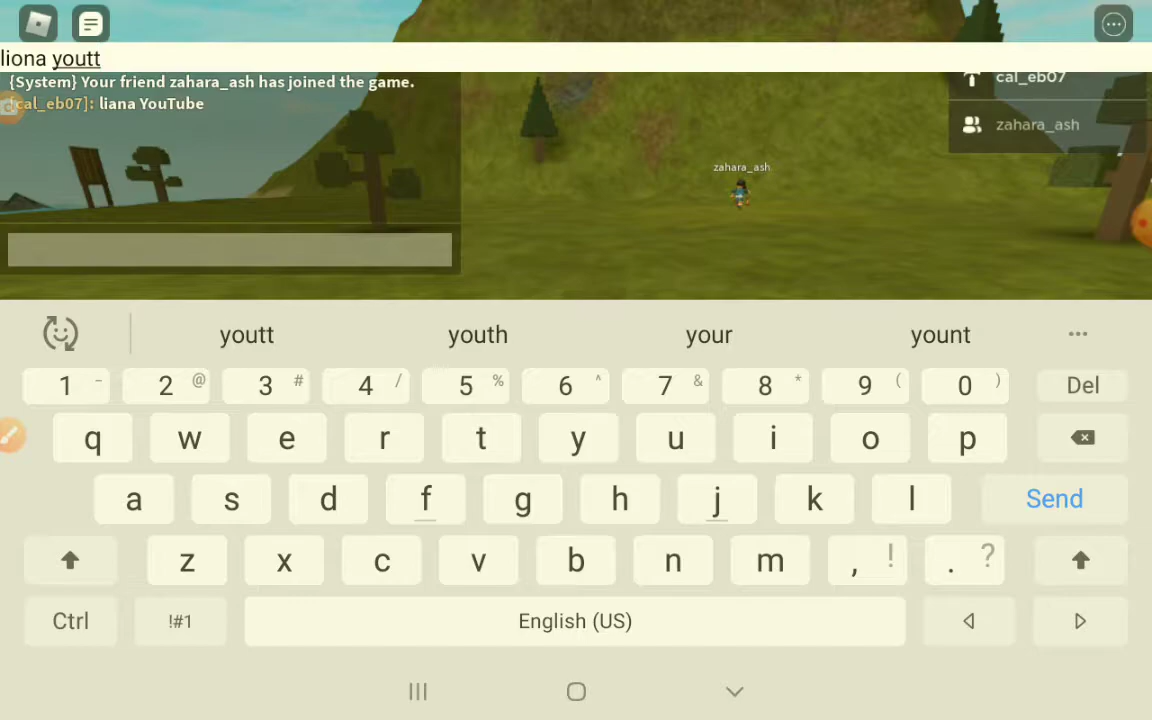 liona youtt
{System} Your friend zahara_ash has joined the game.
[cal_eb07]: liana YouTube
cal_eb07
zahara_ash
zahara_ash
youtt youth your yount ...
1 - 2 @ 3 # 4 / 5 % 6 ^ 7 & 8 * 9 ( 0 ) Del
q w e r t y u i o p
a s d f g h j k l Send
z x c v b n m , ! . ?
Ctrl !#1 English (US)